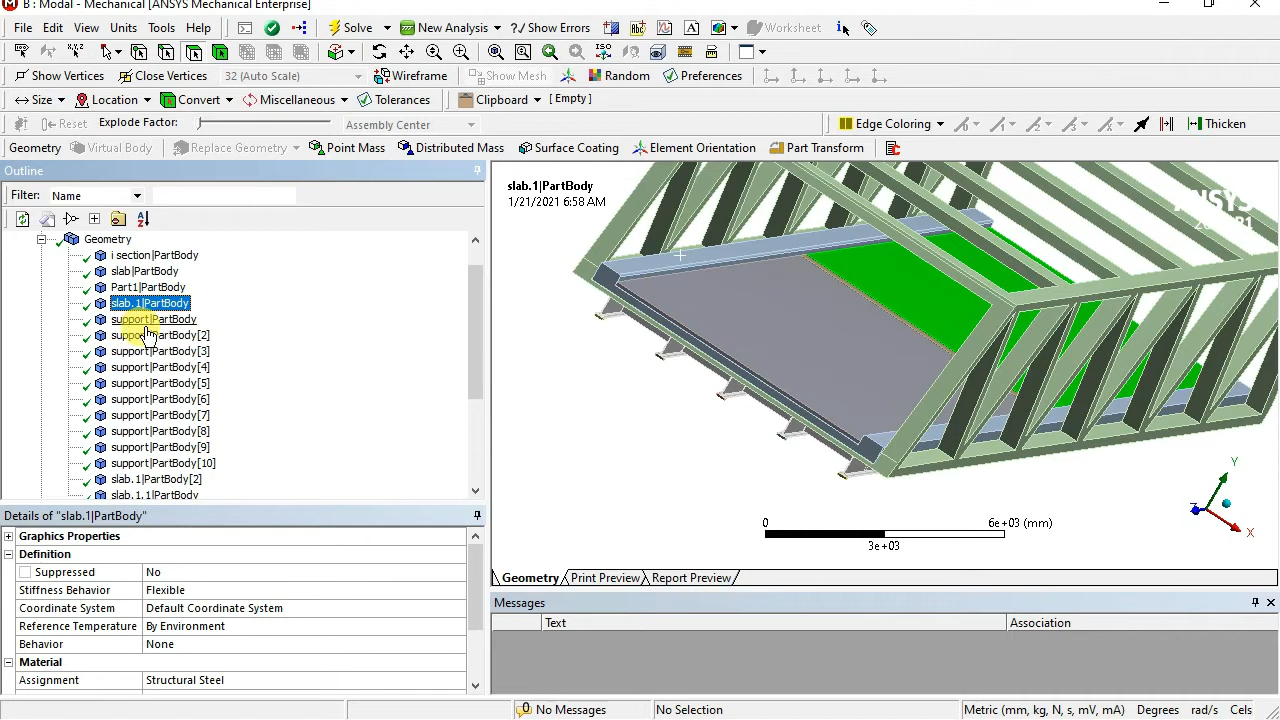 B : Modal - Mechanical [ANSYS Mechanical Enterprise]
File Edit View Units Tools Help Solve New Analysis ?/ Show Errors Worksheet
Show Vertices Close Vertices 32 (Auto Scale) Wireframe Show Mesh Random Preferences
Size Location Convert Miscellaneous Tolerances Clipboard [ Empty ]
Reset Explode Factor: Assembly Center Edge Coloring Thicken
Geometry Virtual Body Replace Geometry Point Mass Distributed Mass Surface Coating Element Orientation Part Transform
Outline
Filter: Name
Geometry
i section|PartBody
slab|PartBody
Part1|PartBody
slab.1|PartBody
support|PartBody
support|PartBody[2]
support|PartBody[3]
support|PartBody[4]
support|PartBody[5]
support|PartBody[6]
support|PartBody[7]
support|PartBody[8]
support|PartBody[9]
support|PartBody[10]
slab.1|PartBody[2]
slab.1.1|PartBody
Details of "slab.1|PartBody"
Graphics Properties
Definition
Suppressed No
Stiffness Behavior Flexible
Coordinate System Default Coordinate System
Reference Temperature By Environment
Behavior None
Material
Assignment Structural Steel
slab.1|PartBody
1/21/2021 6:58 AM
ANSYS
Y
X
0 6e+03 (mm)
3e+03
Geometry Print Preview Report Preview
Messages
Text Association
No Messages No Selection Metric (mm, kg, N, s, mV, mA) Degrees rad/s Cels